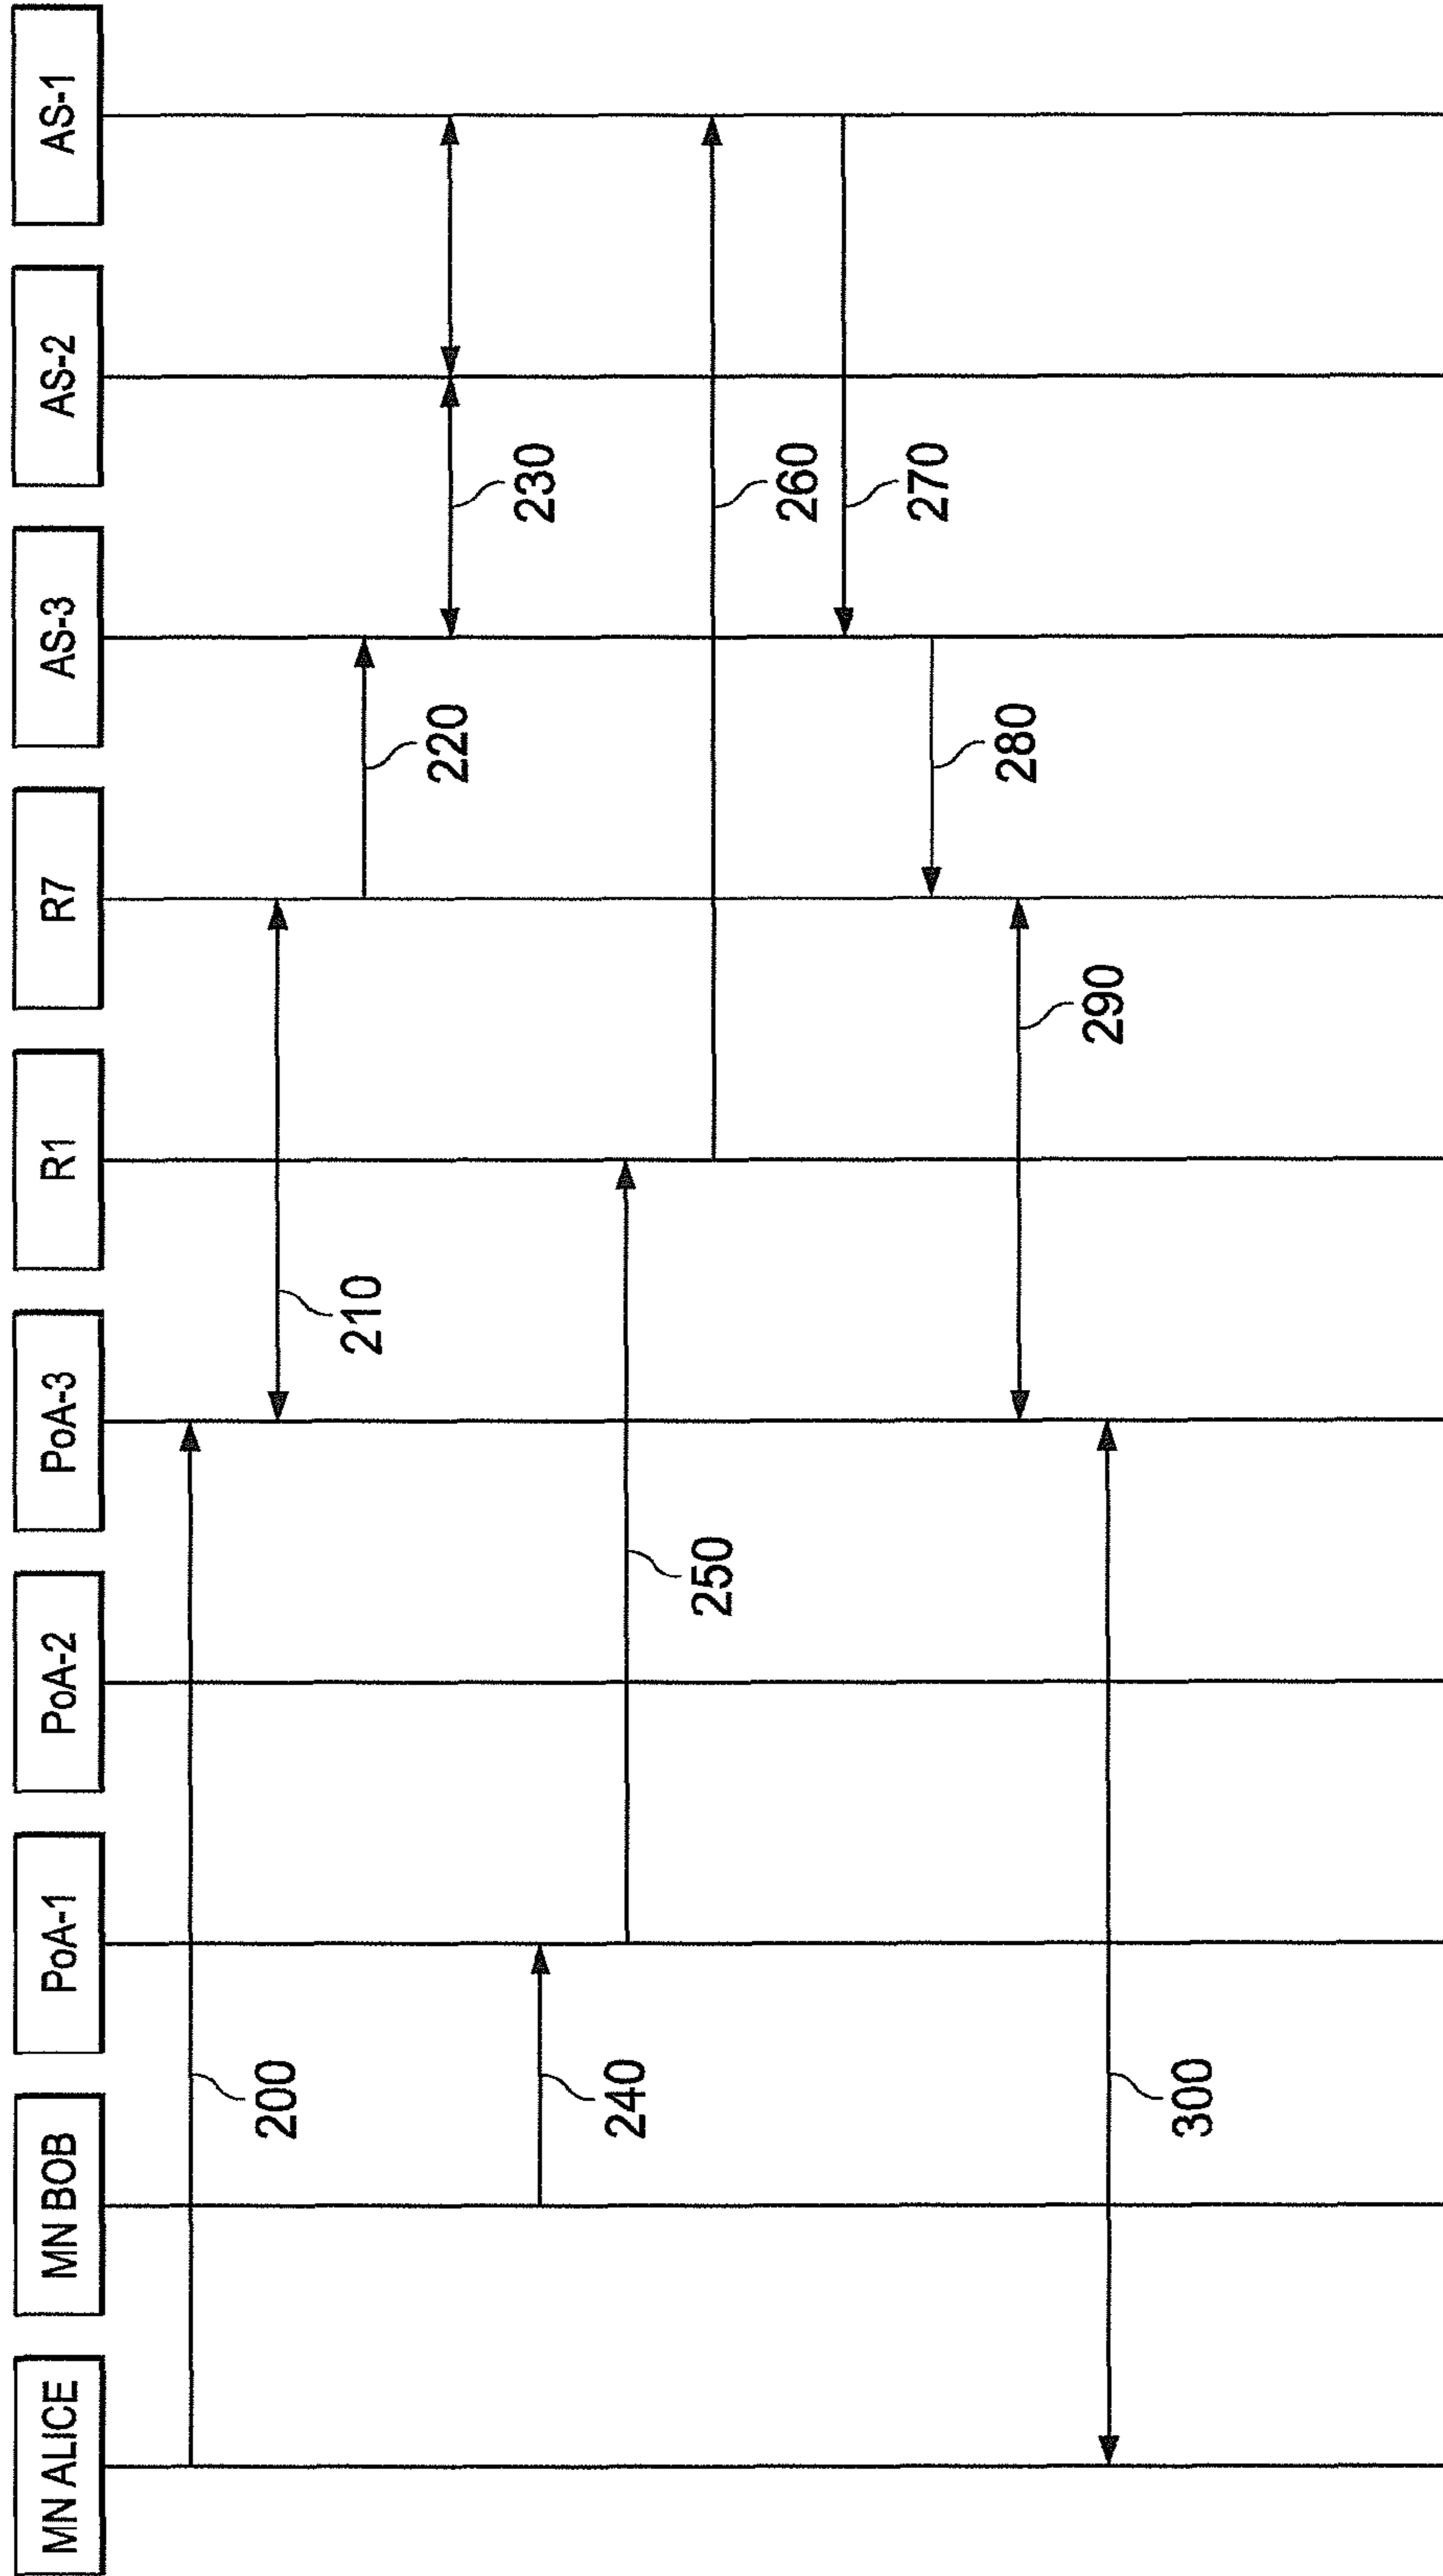 MN ALICE
MN BOB
PoA-1
PoA-2
PoA-3
R1
R7
AS-3
AS-2
AS-1
200
210
220
230
240
250
260
270
280
290
300